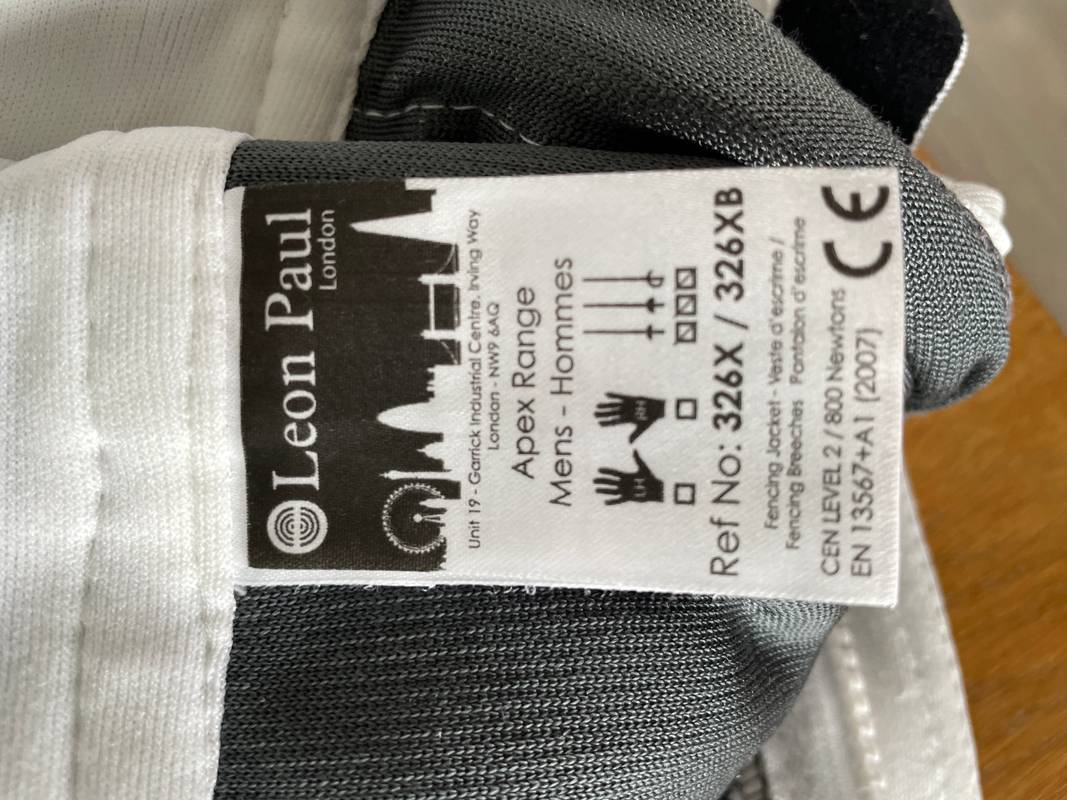 Leon Paul
London
Unit 19 - Garrick Industrial Centre, Irving Way
London - NW9 6AQ
Apex Range
Mens - Hommes
LH RH
Ref No: 326X / 326XB
Fencing Jacket - Veste d'escrime /
Fencing Breeches Pantalon d'escrime
CEN LEVEL 2 / 800 Newtons
EN 13567+A1 (2007)
CE